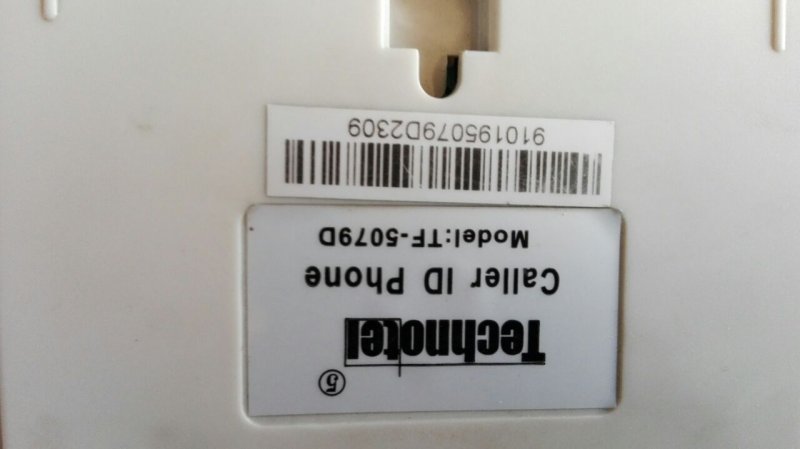 ⑤
Technotel
Caller ID Phone
Model:TF-5079D
910195079D2309